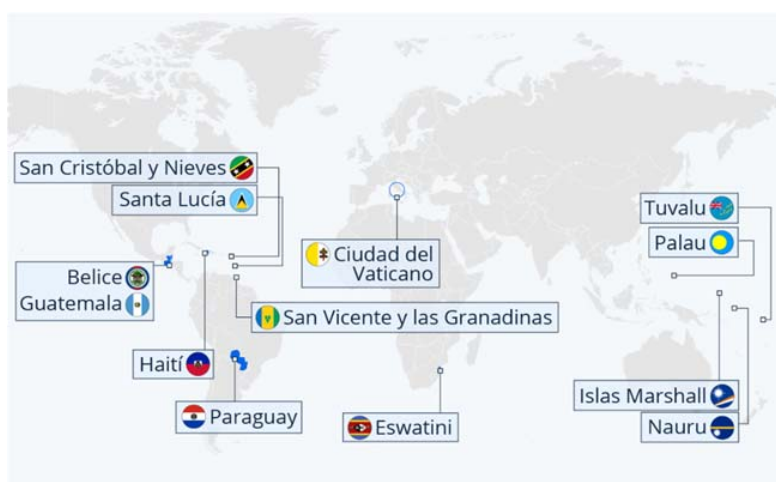 San Cristóbal y Nieves
Santa Lucía
Tuvalu
Palau
Ciudad del
Vaticano
Belice
Guatemala
San Vicente y las Granadinas
Haití
Islas Marshall
Paraguay
Eswatini
Nauru